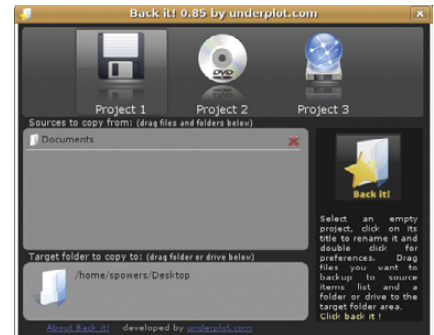 Back it! 0.85 by underplot.com
DVD
Project 1 Project 2 Project 3
Sources to copy from: (drag files and folders below)
Documents
Back it!
Select an empty
project, click on its
title to rename it and
double click for
preferences. Drag
files you want to
backup to source
items list and a
folder or drive to the
target folder area.
Click back it !
Target folder to copy to: (drag folder or drive below)
/home/spowers/Desktop
About Back it! developed by underplot.com